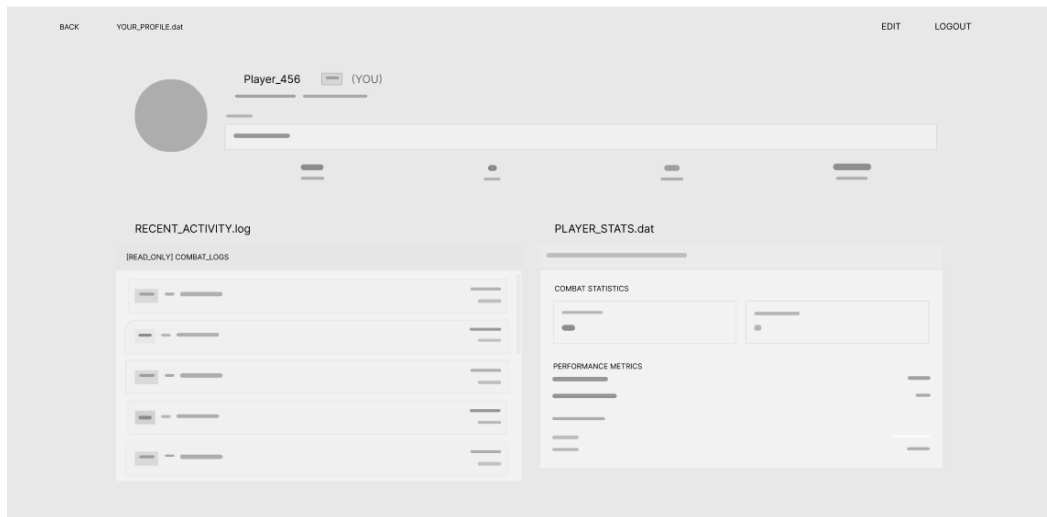 BACK YOUR_PROFILE.dat EDIT LOGOUT
Player_456 (YOU)
RECENT_ACTIVITY.log
[READ_ONLY] COMBAT_LOGS
PLAYER_STATS.dat
COMBAT STATISTICS
PERFORMANCE METRICS